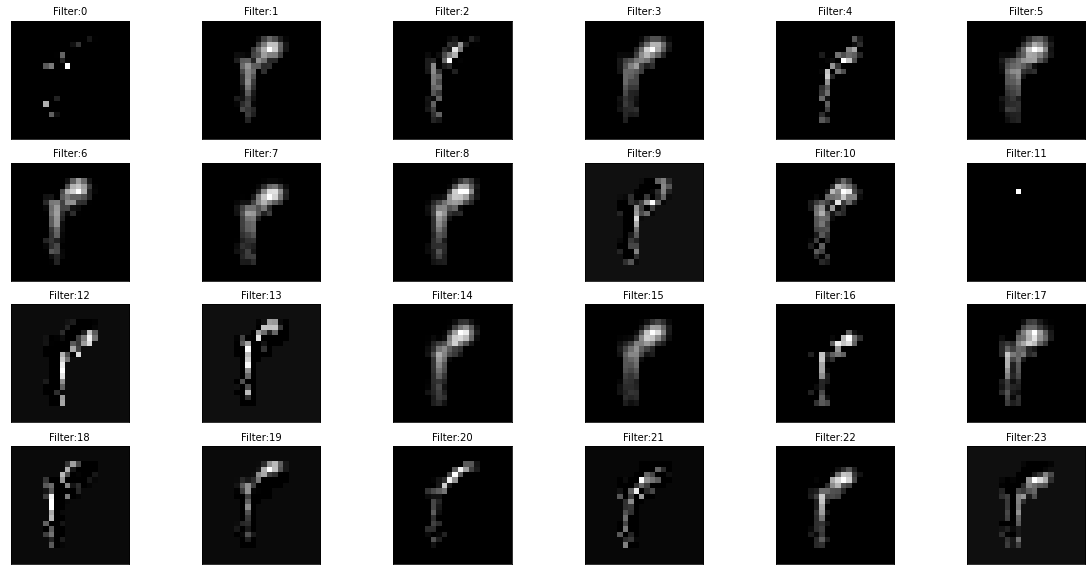 Filter:0 Filter:1 Filter:2 Filter:3 Filter:4 Filter:5
Filter:6 Filter:7 Filter:8 Filter:9 Filter:10 Filter:11
Filter:12 Filter:13 Filter:14 Filter:15 Filter:16 Filter:17
Filter:18 Filter:19 Filter:20 Filter:21 Filter:22 Filter:23